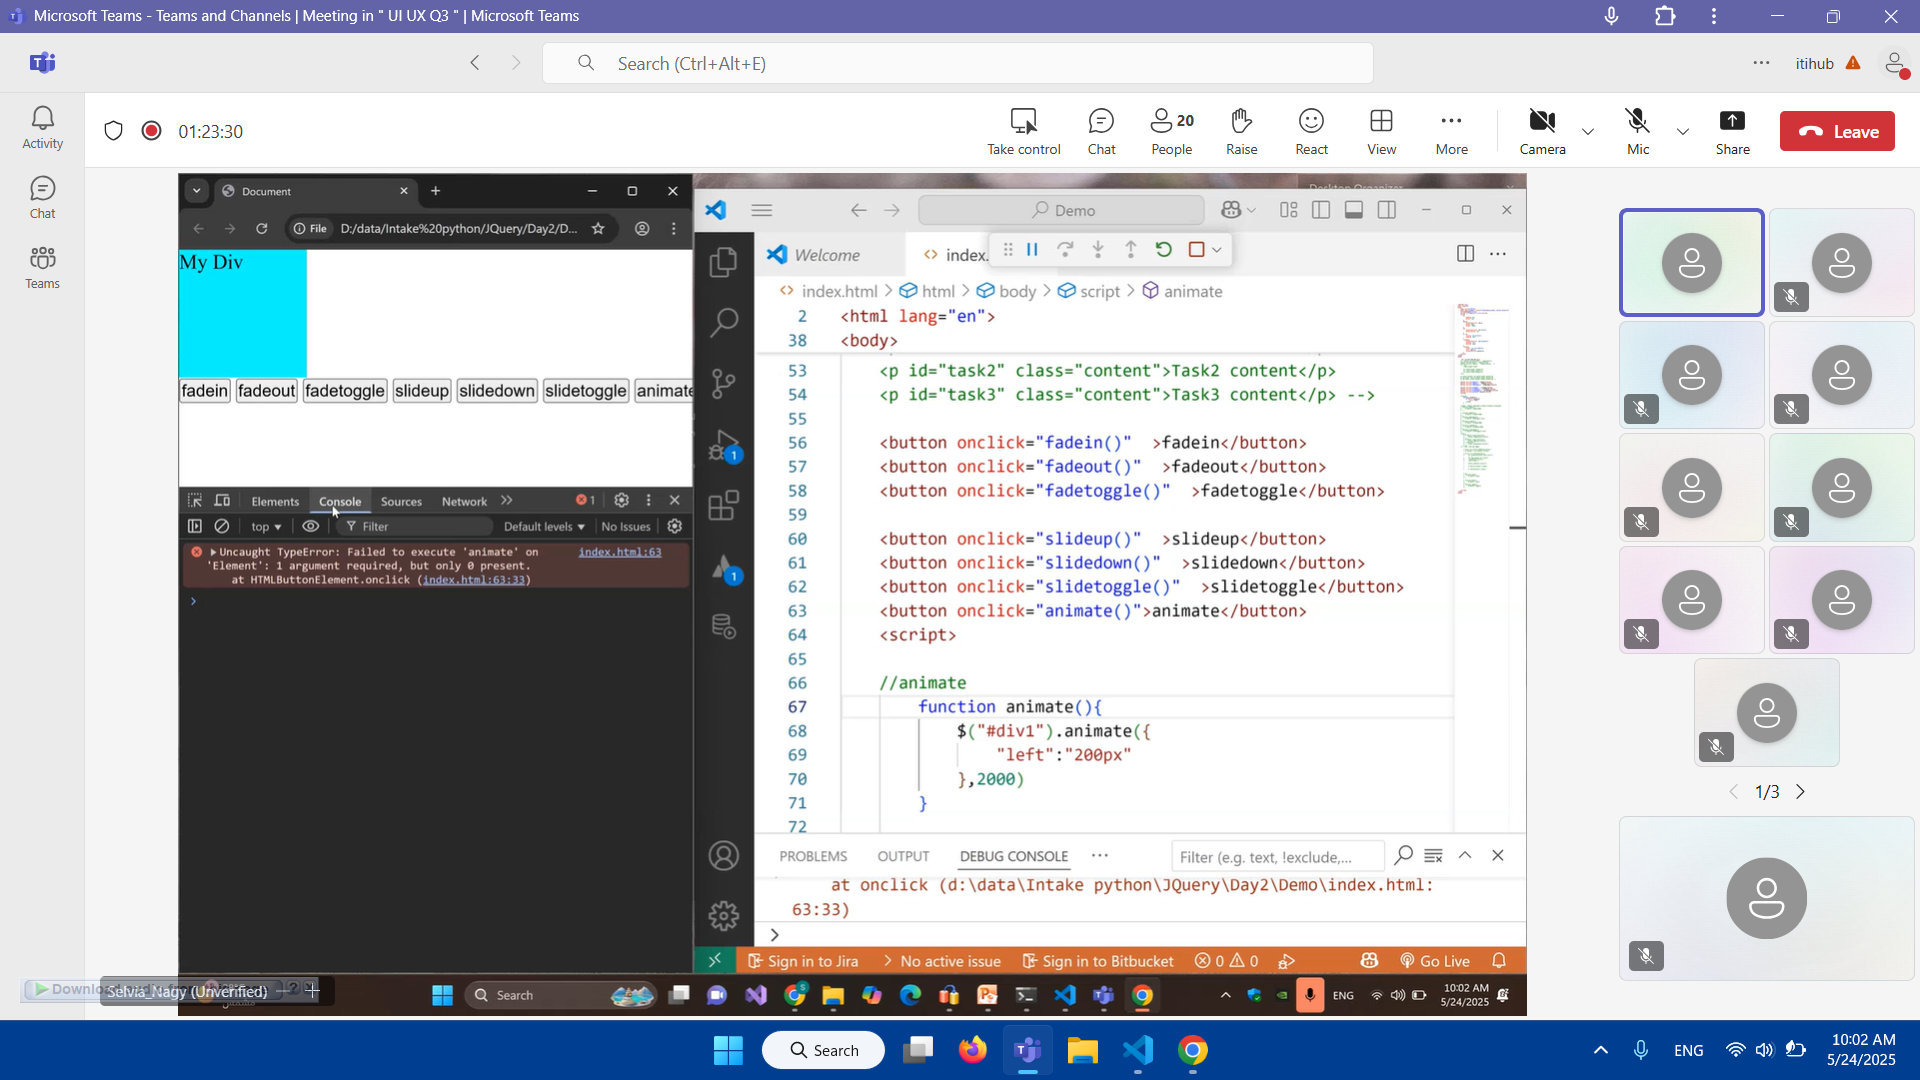 Microsoft Teams - Teams and Channels | Meeting in " UI UX Q3 " | Microsoft Teams
Search (Ctrl+Alt+E)
itihub
Activity
Chat
Teams
01:23:30
Take control
Chat
20
People
Raise
React
View
More
Camera
Mic
Share
Leave
Document
File
D:/data/Intake%20python/JQuery/Day2/D...
My Div
fadein
fadeout
fadetoggle
slideup
slidedown
slidetoggle
animate
Elements
Console
Sources
Network
1
top
Filter
Default levels
No Issues
Uncaught TypeError: Failed to execute 'animate' on index.html:63
'Element': 1 argument required, but only 0 present.
at HTMLButtonElement.onclick (index.html:63:33)
Desktop Organizer
Demo
Welcome
index.
index.html > html > body > script > animate
2 <html lang="en">
38 <body>
53 <p id="task2" class="content">Task2 content</p>
54 <p id="task3" class="content">Task3 content</p> -->
55
56 <button onclick="fadein()" >fadein</button>
57 <button onclick="fadeout()" >fadeout</button>
58 <button onclick="fadetoggle()" >fadetoggle</button>
59
60 <button onclick="slideup()" >slideup</button>
61 <button onclick="slidedown()" >slidedown</button>
62 <button onclick="slidetoggle()" >slidetoggle</button>
63 <button onclick="animate()">animate</button>
64 <script>
65
66 //animate
67 function animate(){
68 $("#div1").animate({
69 "left":"200px"
70 },2000)
71 }
72
1
1
PROBLEMS
OUTPUT
DEBUG CONSOLE
Filter (e.g. text, !exclude,...
at onclick (d:\data\Intake python\JQuery\Day2\Demo\index.html:
63:33)
Sign in to Jira
No active issue
Sign in to Bitbucket
0
0
Go Live
1/3
Selvia_Nagy (Unverified)
Search
ENG
10:02 AM
5/24/2025
Search
ENG
10:02 AM
5/24/2025